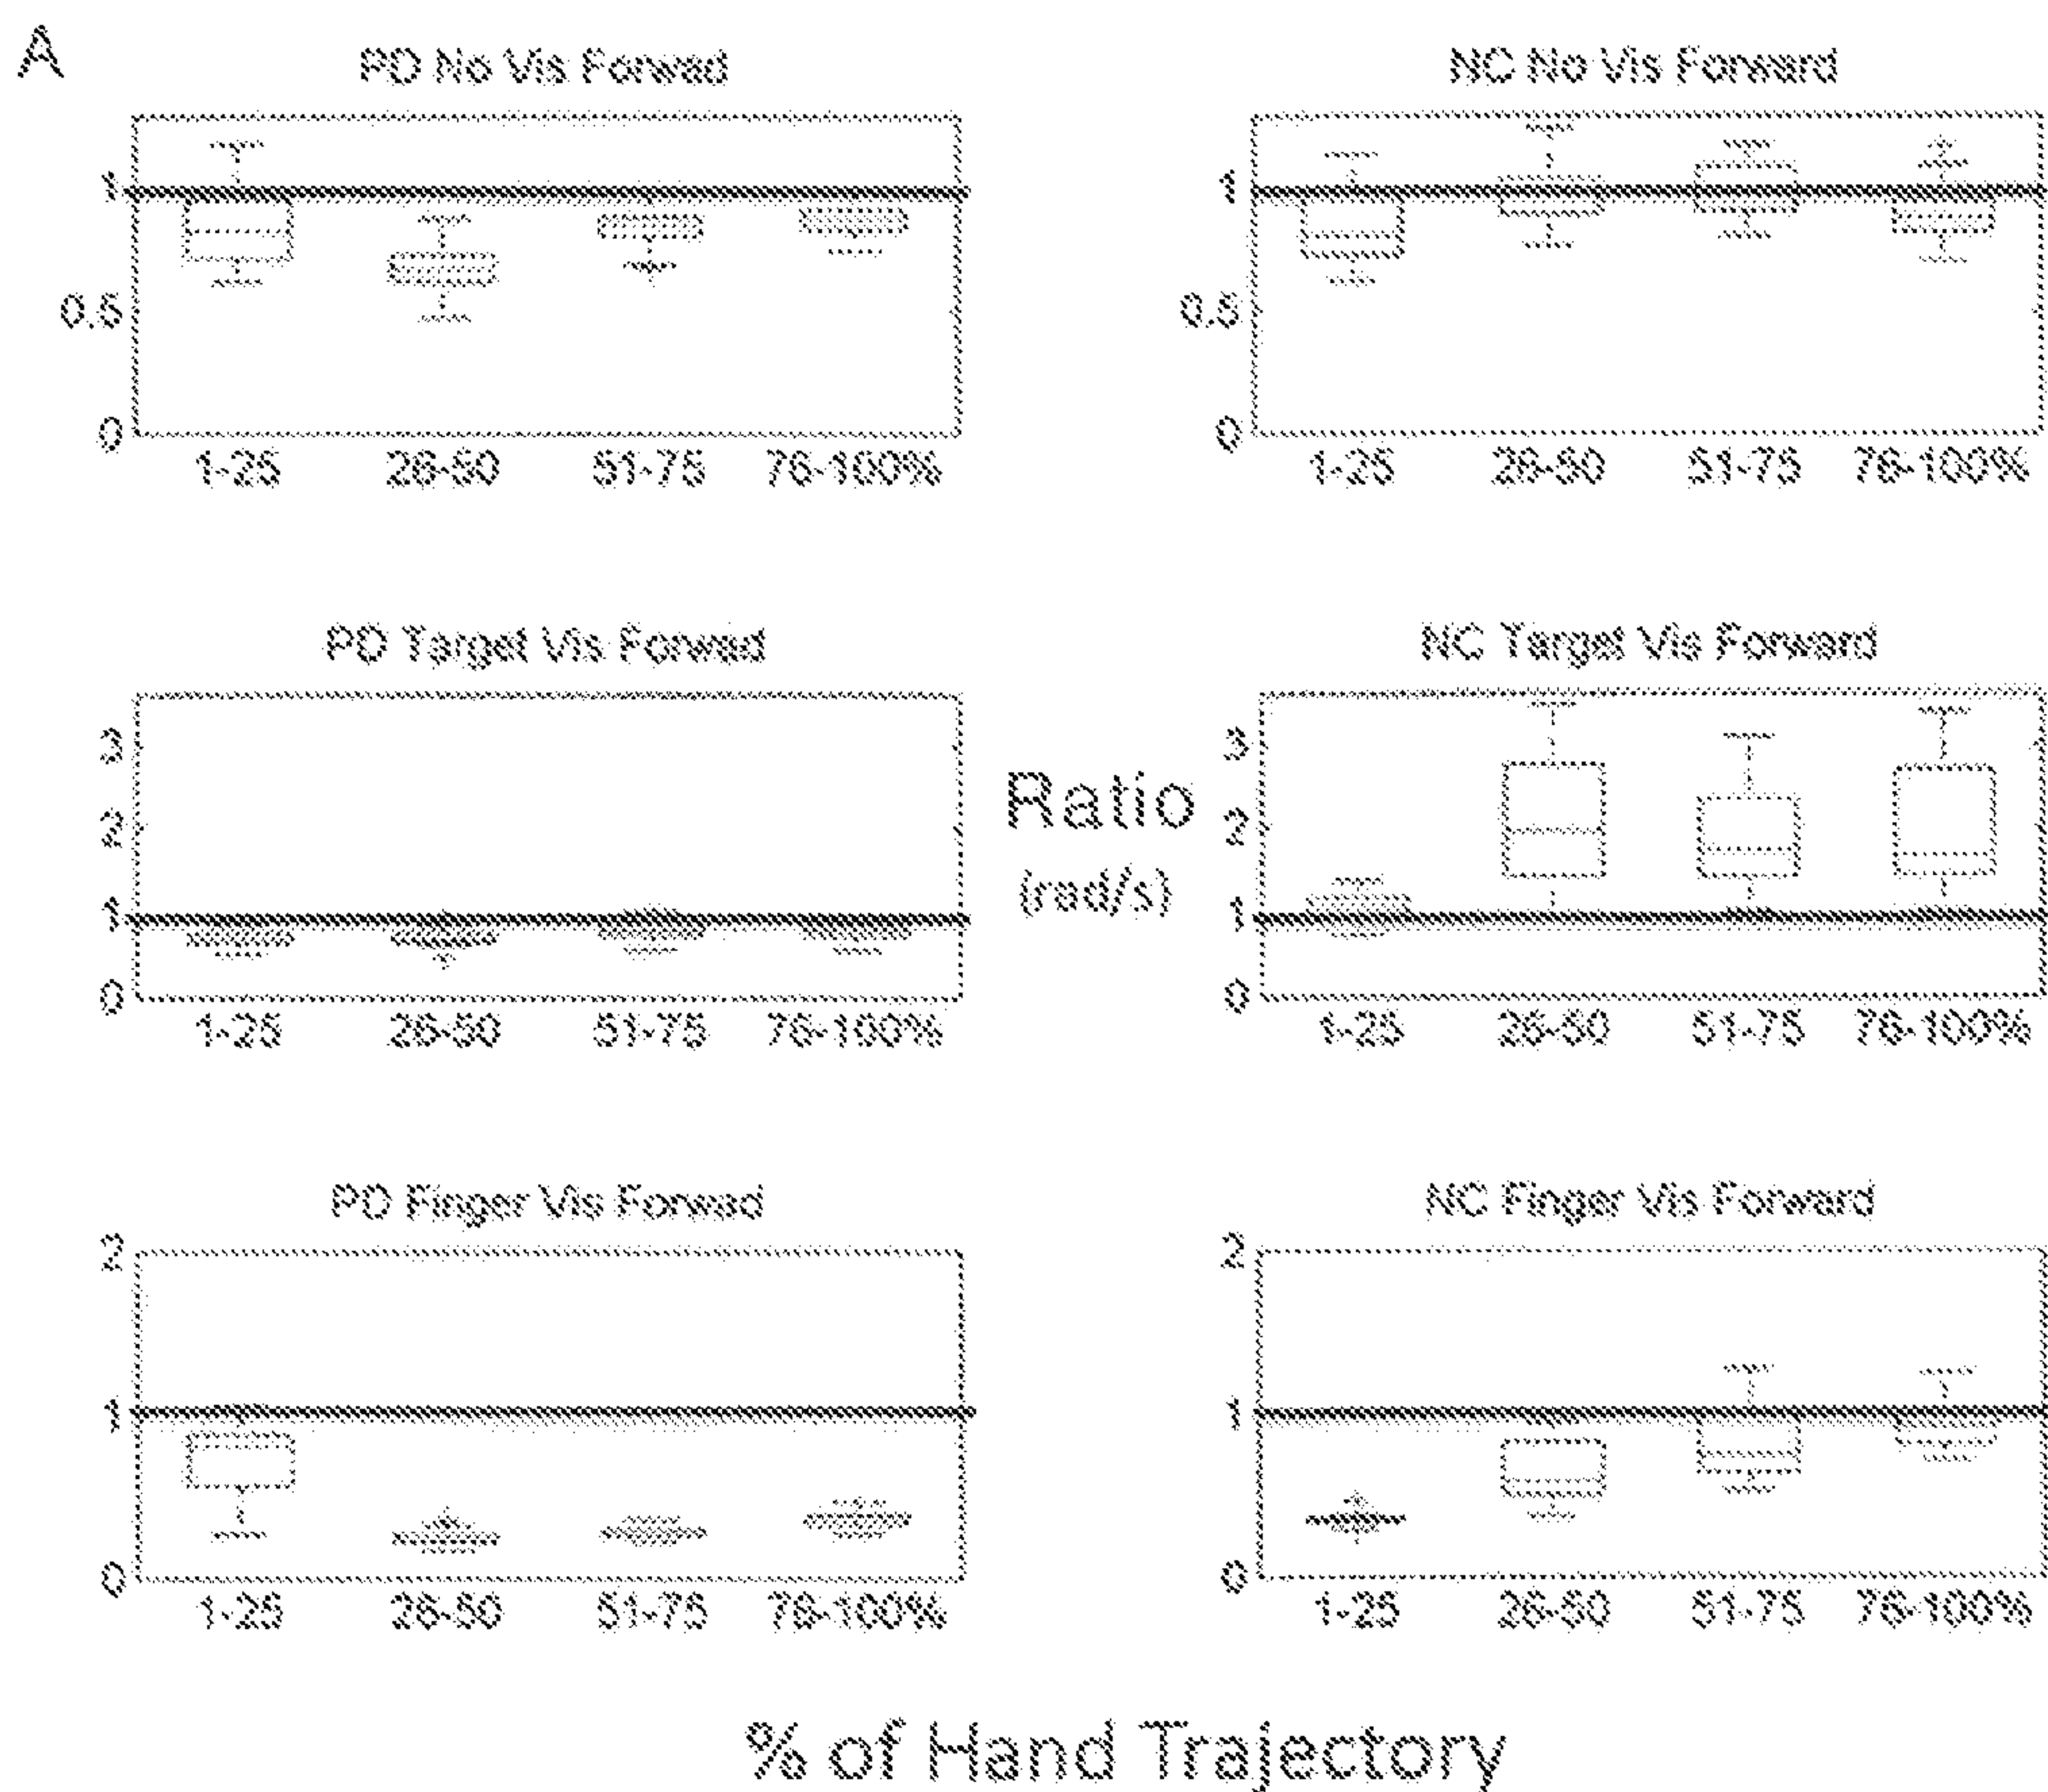 A
PD No Vis Forwad
1
0.5
0
1-25 26-50 51-75 76-100%
NC No Vis Forward
1
0.5
0
1-25 26-50 51-75 76-100%
PD Target Vis Forwad
3
2
1
0
1-25 26-50 51-75 76-100%
Ratio
(rad/s)
NC Target Vis Forward
3
2
1
0
1-25 26-50 51-75 76-100%
PD Finger Vis Forwad
2
1
0
1-25 26-50 51-75 76-100%
NC Finger Vis Forward
2
1
0
1-25 26-50 51-75 76-100%
% of Hand Trajectory